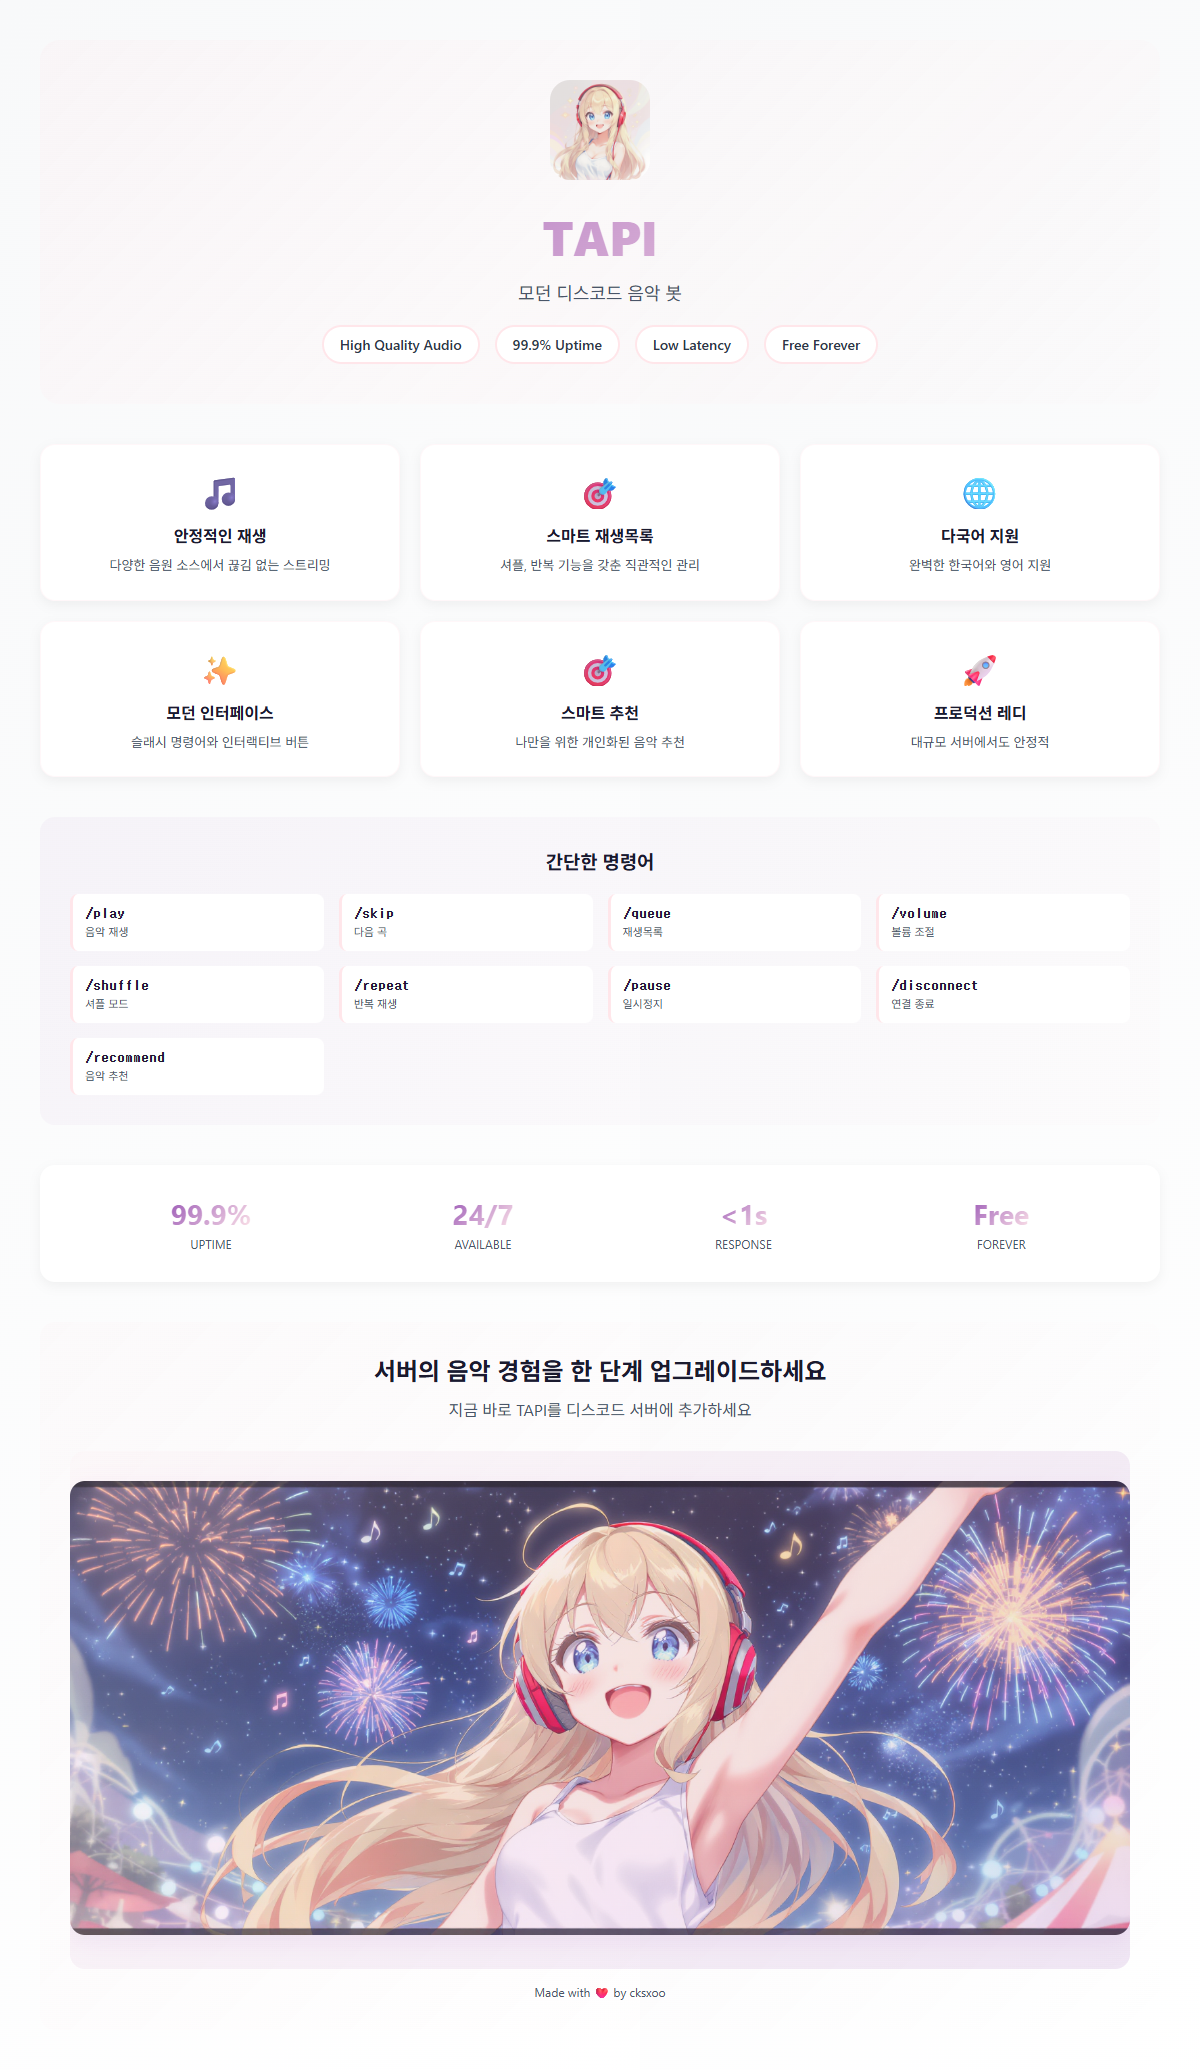 TAPI
모던 디스코드 음악 봇
High Quality Audio
99.9% Uptime
Low Latency
Free Forever
안정적인 재생
다양한 음원 소스에서 끊김 없는 스트리밍
스마트 재생목록
셔플, 반복 기능을 갖춘 직관적인 관리
다국어 지원
완벽한 한국어와 영어 지원
모던 인터페이스
슬래시 명령어와 인터랙티브 버튼
스마트 추천
나만을 위한 개인화된 음악 추천
프로덕션 레디
대규모 서버에서도 안정적
간단한 명령어
/play
음악 재생
/skip
다음 곡
/queue
재생목록
/volume
볼륨 조절
/shuffle
셔플 모드
/repeat
반복 재생
/pause
일시정지
/disconnect
연결 종료
/recommend
음악 추천
99.9%
UPTIME
24/7
AVAILABLE
<1s
RESPONSE
Free
FOREVER
서버의 음악 경험을 한 단계 업그레이드하세요
지금 바로 TAPI를 디스코드 서버에 추가하세요
Made with ❤️ by cksxoo